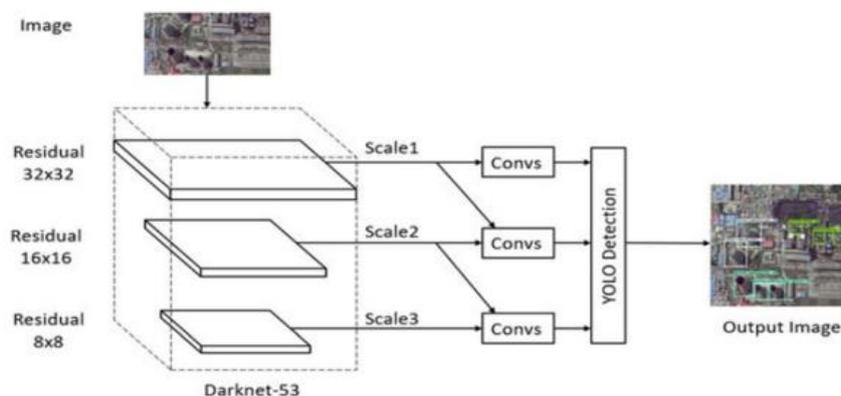 Image
Residual
32x32
Scale1
Convs
Residual
16x16
Scale2
Convs
YOLO Detection
Residual
8x8
Scale3
Convs
Output Image
Darknet-53